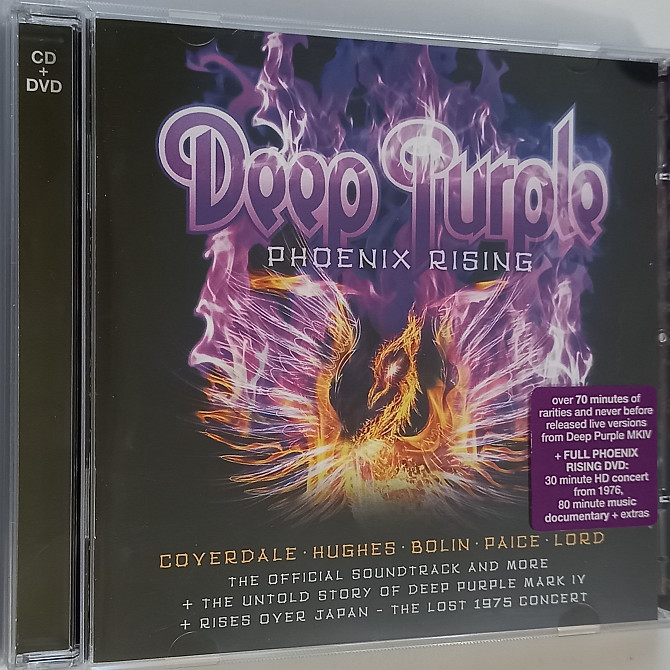 CD
+
DVD
Deep Purple
PHOENIX RISING
over 70 minutes of
rarities and never before
released live versions
from Deep Purple MKIV
+ FULL PHOENIX
RISING DVD:
30 minute HD concert
from 1976,
80 minute music
documentary + extras
COVERDALE · HUGHES · BOLIN · PAICE · LORD
THE OFFICIAL SOUNDTRACK AND MORE
+ THE UNTOLD STORY OF DEEP PURPLE MARK IV
+ RISES OVER JAPAN – THE LOST 1975 CONCERT